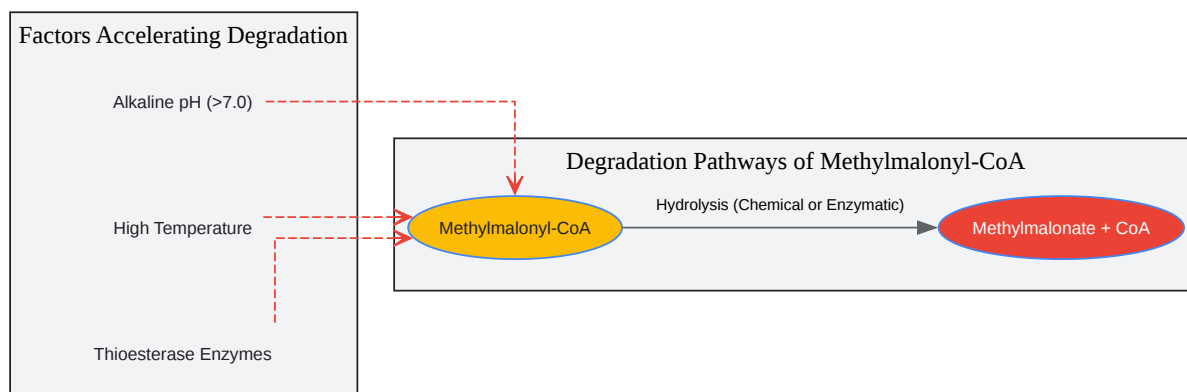 Factors Accelerating Degradation
Alkaline pH (>7.0)
High Temperature
Thioesterase Enzymes
Degradation Pathways of Methylmalonyl-CoA
Methylmalonyl-CoA
Hydrolysis (Chemical or Enzymatic)
Methylmalonate + CoA